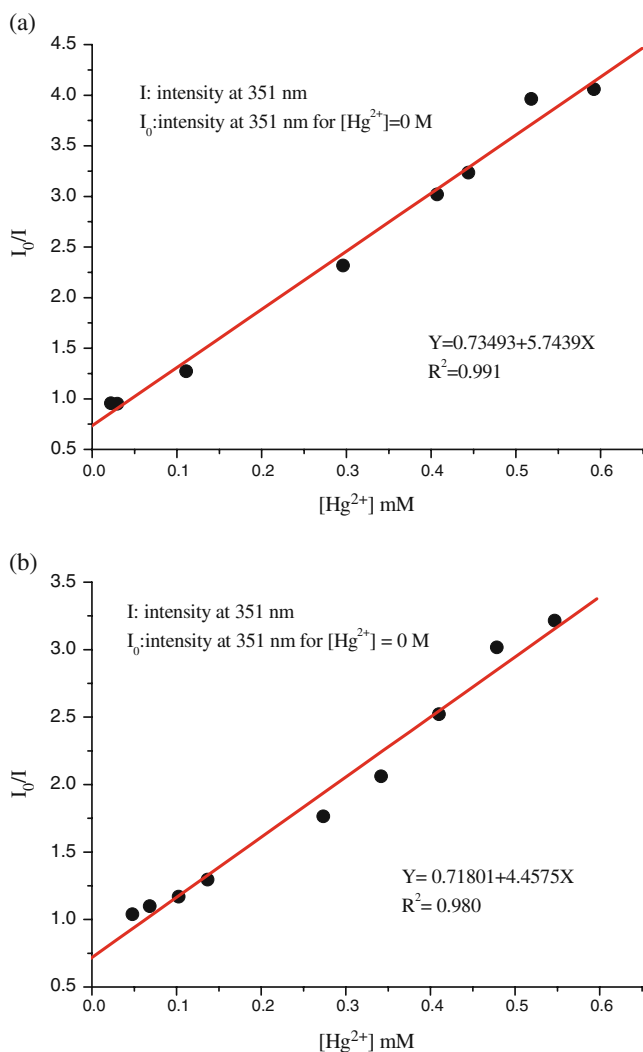 (a)
4.5
4.0
3.5
3.0
2.5
2.0
1.5
1.0
0.5
I₀/I
I: intensity at 351 nm
I₀:intensity at 351 nm for [Hg²⁺]=0 M
Y=0.73493+5.7439X
R²=0.991
0.0 0.1 0.2 0.3 0.4 0.5 0.6
[Hg²⁺] mM
(b)
3.5
3.0
2.5
2.0
1.5
1.0
0.5
I₀/I
I: intensity at 351 nm
I₀:intensity at 351 nm for [Hg²⁺] = 0 M
Y= 0.71801+4.4575X
R²= 0.980
0.0 0.1 0.2 0.3 0.4 0.5 0.6
[Hg²⁺] mM